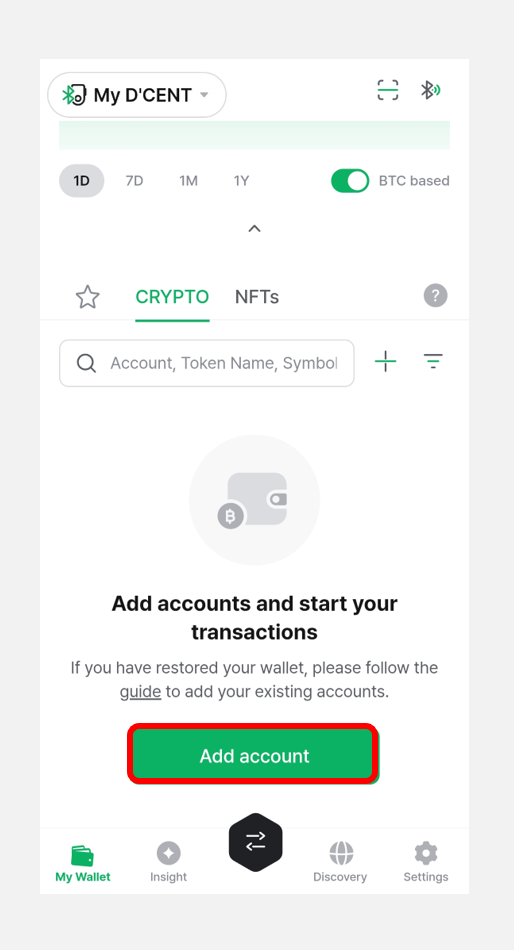 My D'CENT
1D 7D 1M 1Y BTC based
CRYPTO NFTs ?
Account, Token Name, Symbol
Add accounts and start your
transactions
If you have restored your wallet, please follow the
guide to add your existing accounts.
Add account
My Wallet Insight Discovery Settings